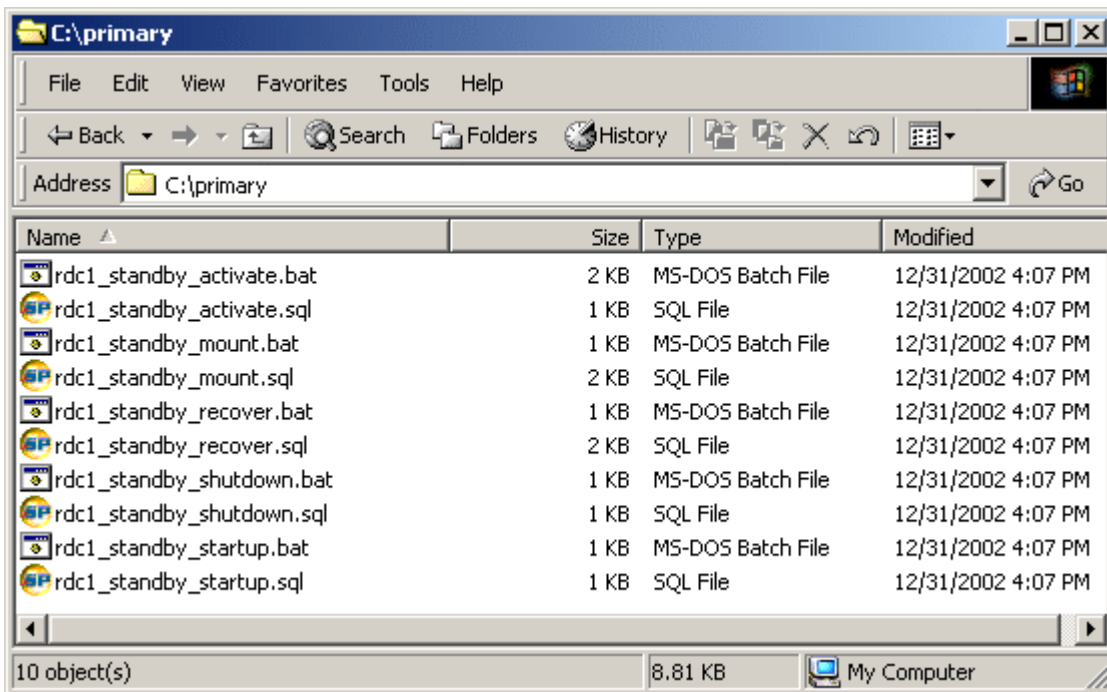 C:\primary
File Edit View Favorites Tools Help
Back Search Folders History
Address C:\primary Go
Name Size Type Modified
rdc1_standby_activate.bat 2 KB MS-DOS Batch File 12/31/2002 4:07 PM
SP rdc1_standby_activate.sql 1 KB SQL File 12/31/2002 4:07 PM
rdc1_standby_mount.bat 1 KB MS-DOS Batch File 12/31/2002 4:07 PM
SP rdc1_standby_mount.sql 2 KB SQL File 12/31/2002 4:07 PM
rdc1_standby_recover.bat 1 KB MS-DOS Batch File 12/31/2002 4:07 PM
SP rdc1_standby_recover.sql 2 KB SQL File 12/31/2002 4:07 PM
rdc1_standby_shutdown.bat 1 KB MS-DOS Batch File 12/31/2002 4:07 PM
SP rdc1_standby_shutdown.sql 1 KB SQL File 12/31/2002 4:07 PM
rdc1_standby_startup.bat 1 KB MS-DOS Batch File 12/31/2002 4:07 PM
SP rdc1_standby_startup.sql 1 KB SQL File 12/31/2002 4:07 PM
10 object(s) 8.81 KB My Computer